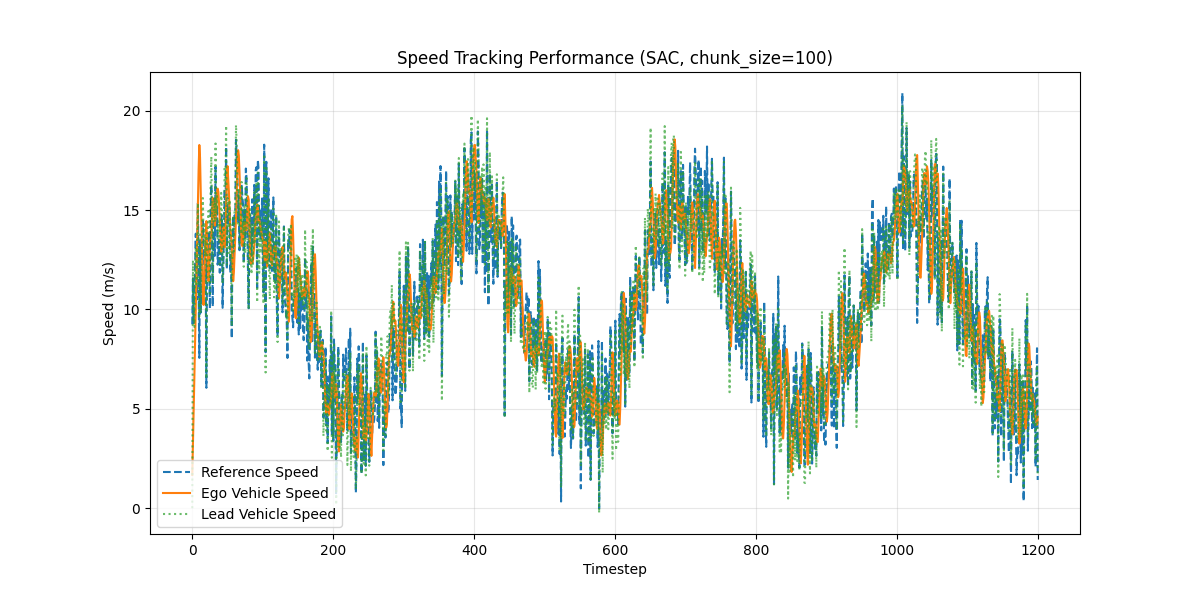 Speed Tracking Performance (SAC, chunk_size=100)
Speed (m/s)
20
15
10
5
0
Reference Speed
Ego Vehicle Speed
Lead Vehicle Speed
0 200 400 600 800 1000 1200
Timestep